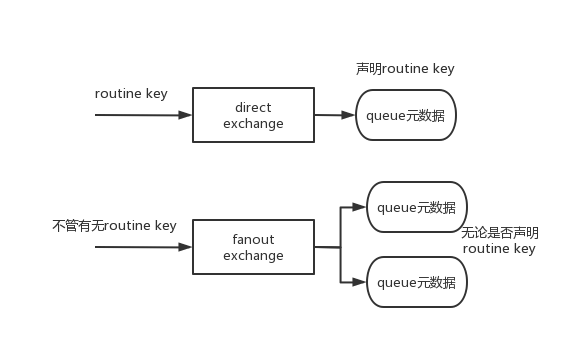 声明routine key
routine key
direct
exchange
queue元数据
不管有无routine key
fanout
exchange
queue元数据
无论是否声明
routine key
queue元数据